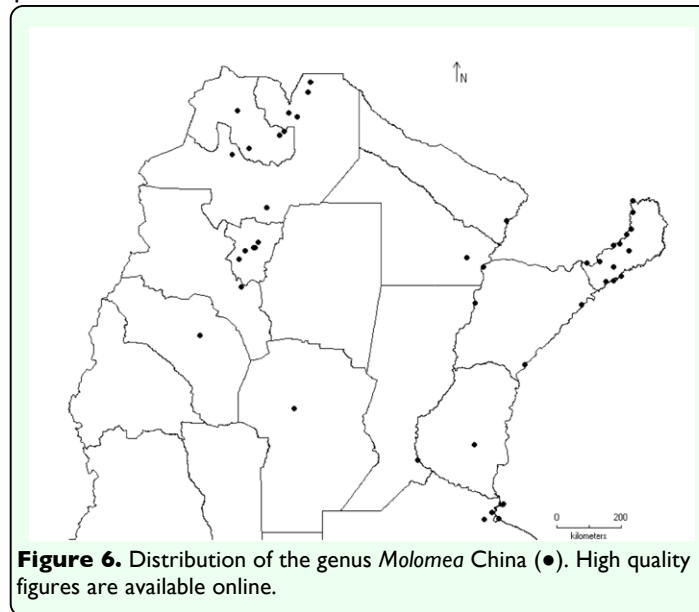 N
0 200
kilometers
Figure 6. Distribution of the genus Molomea China (●). High quality
figures are available online.